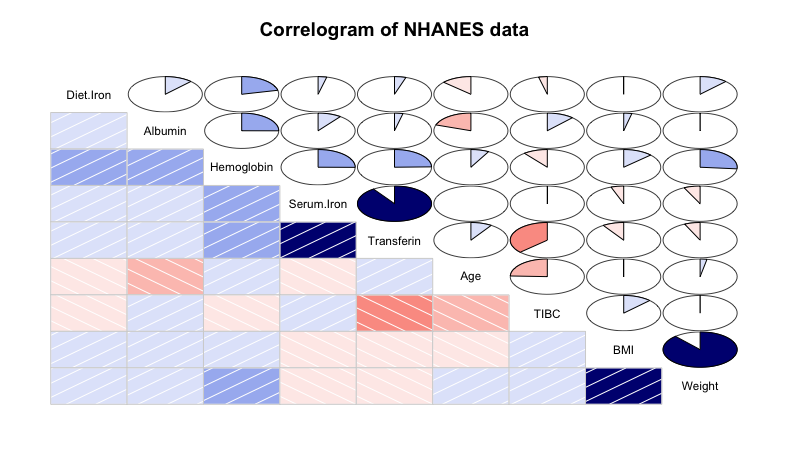 Correlogram of NHANES data
Diet.Iron
Albumin
Hemoglobin
Serum.Iron
Transferin
Age
TIBC
BMI
Weight